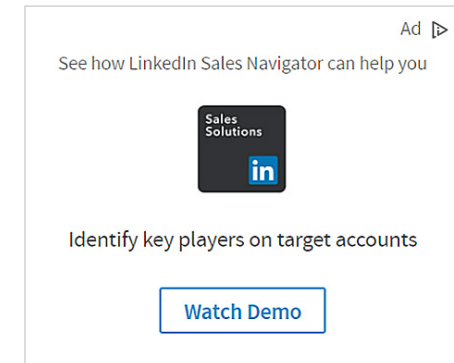 Ad
See how LinkedIn Sales Navigator can help you
Sales
Solutions
in
Identify key players on target accounts
Watch Demo